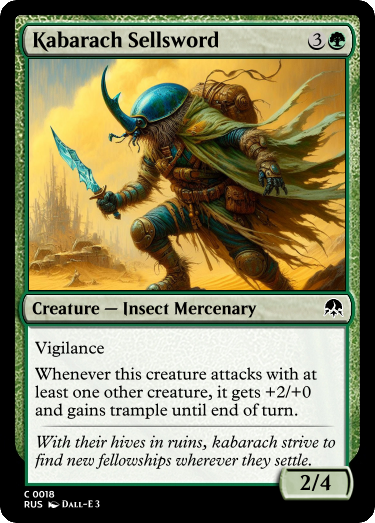 Kabarach Sellsword 3
Creature — Insect Mercenary
Vigilance
Whenever this creature attacks with at
least one other creature, it gets +2/+0
and gains trample until end of turn.
With their hives in ruins, kabarach strive to
find new fellowships wherever they settle.
2/4
C 0018
RUS DALL-E 3